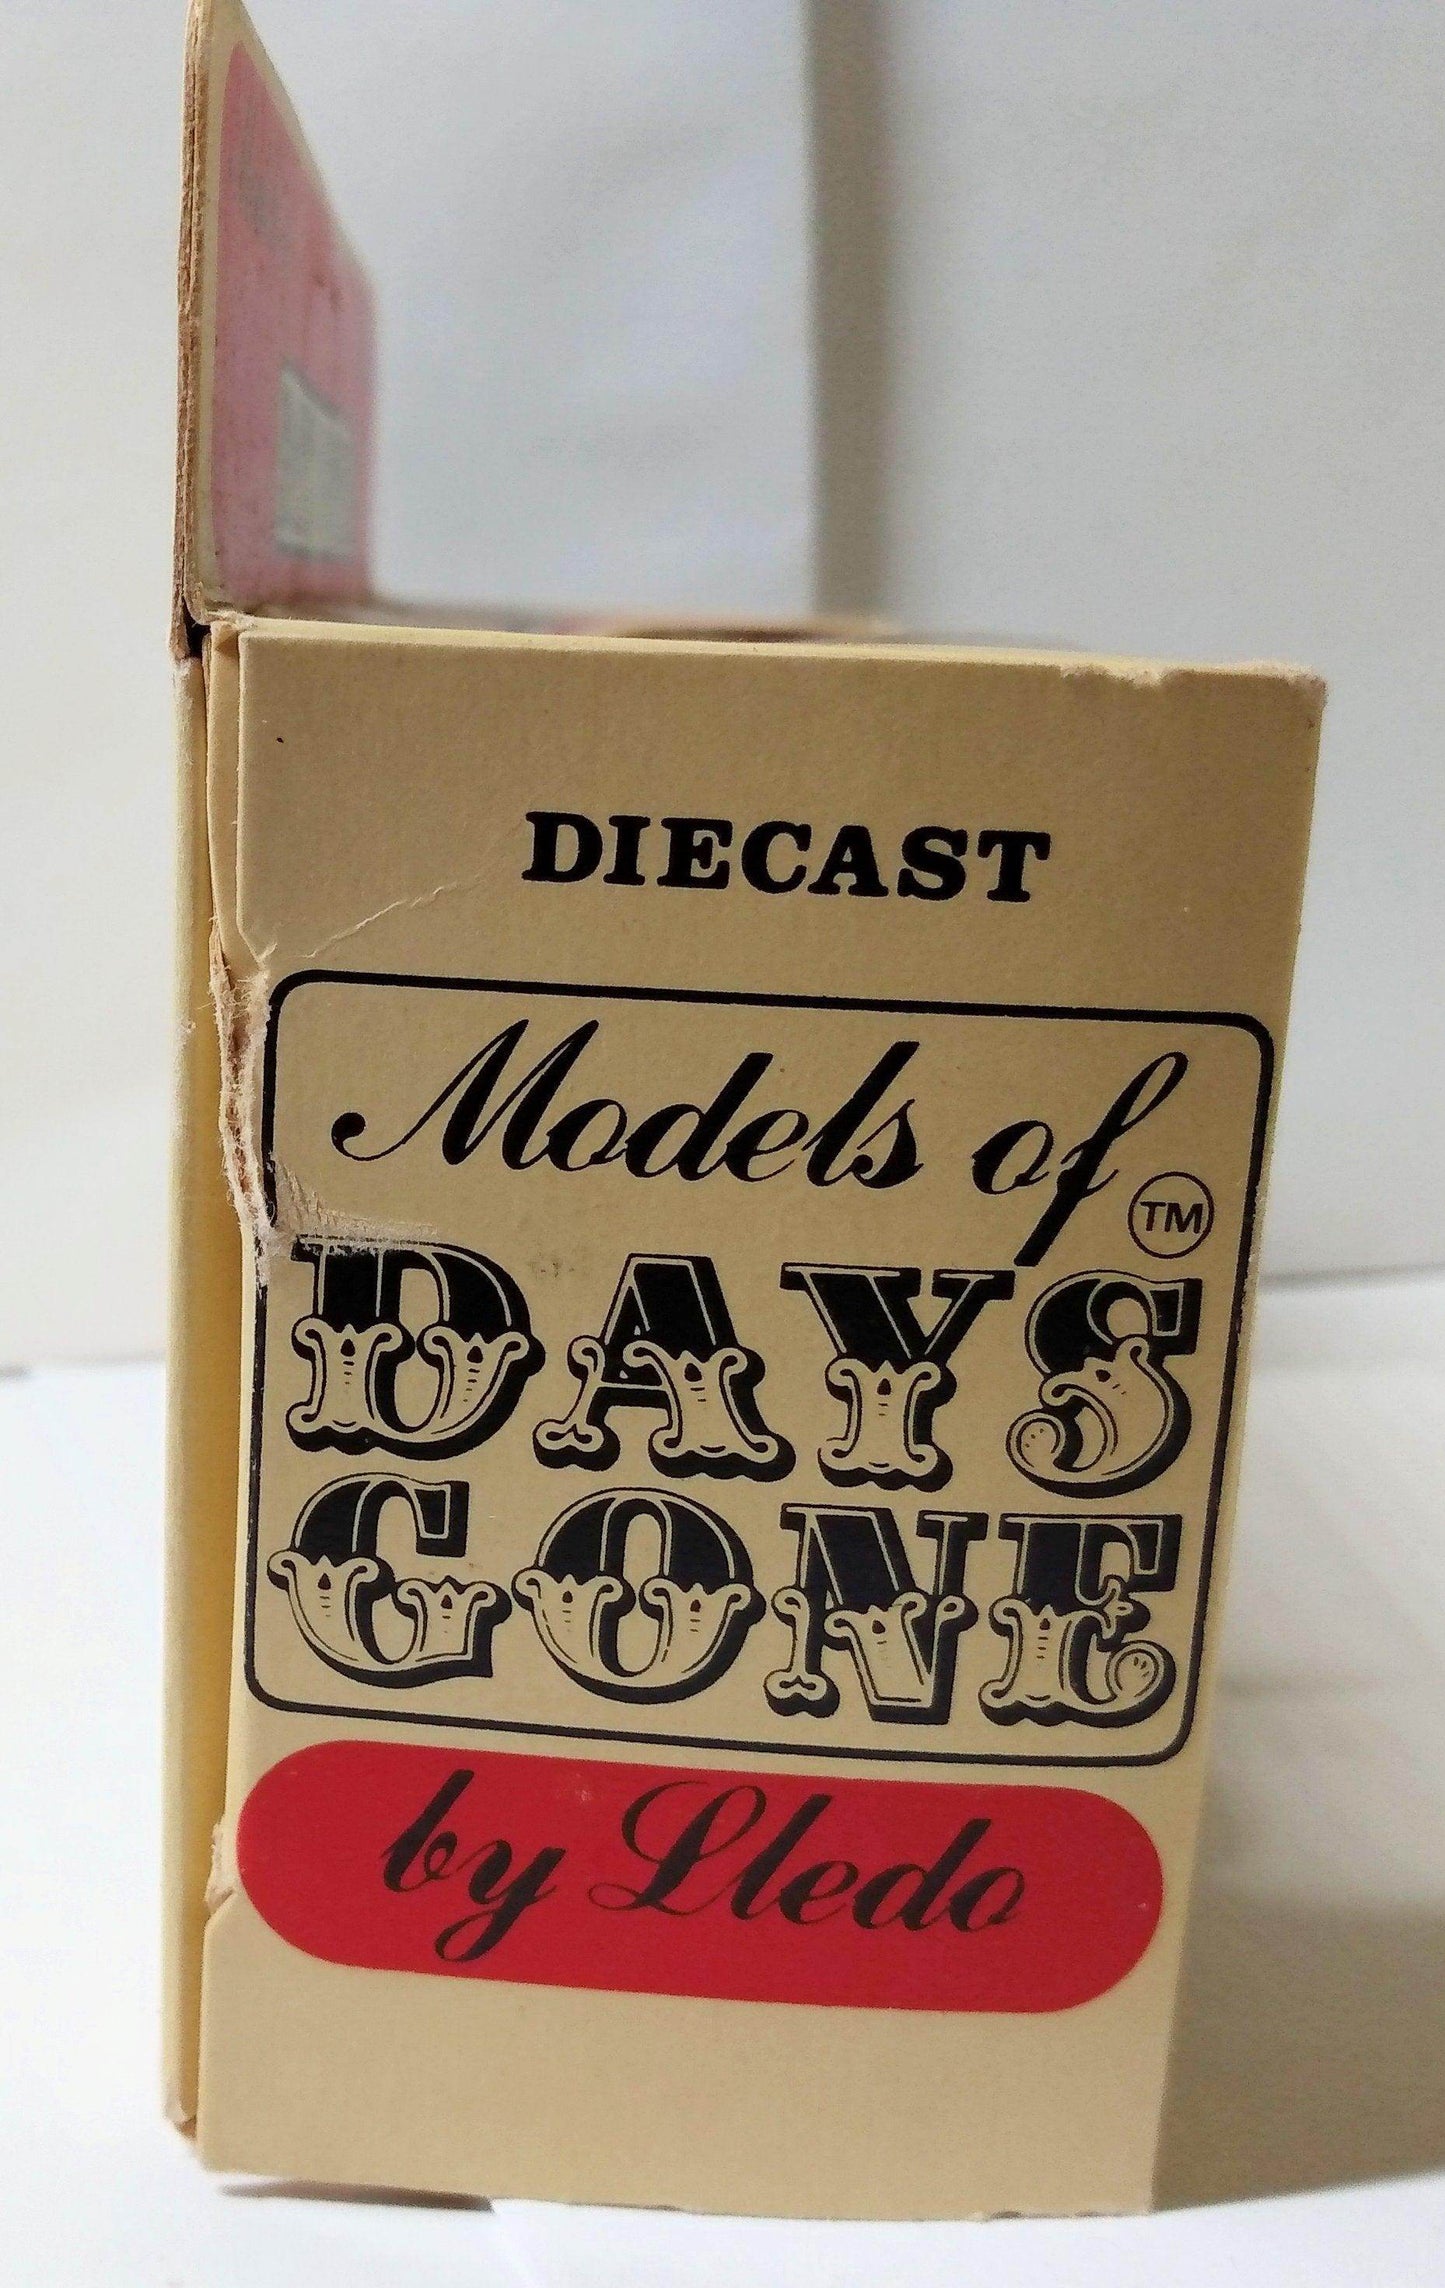 DIECAST
Models of
TM
DAYS
GONE
by Lledo